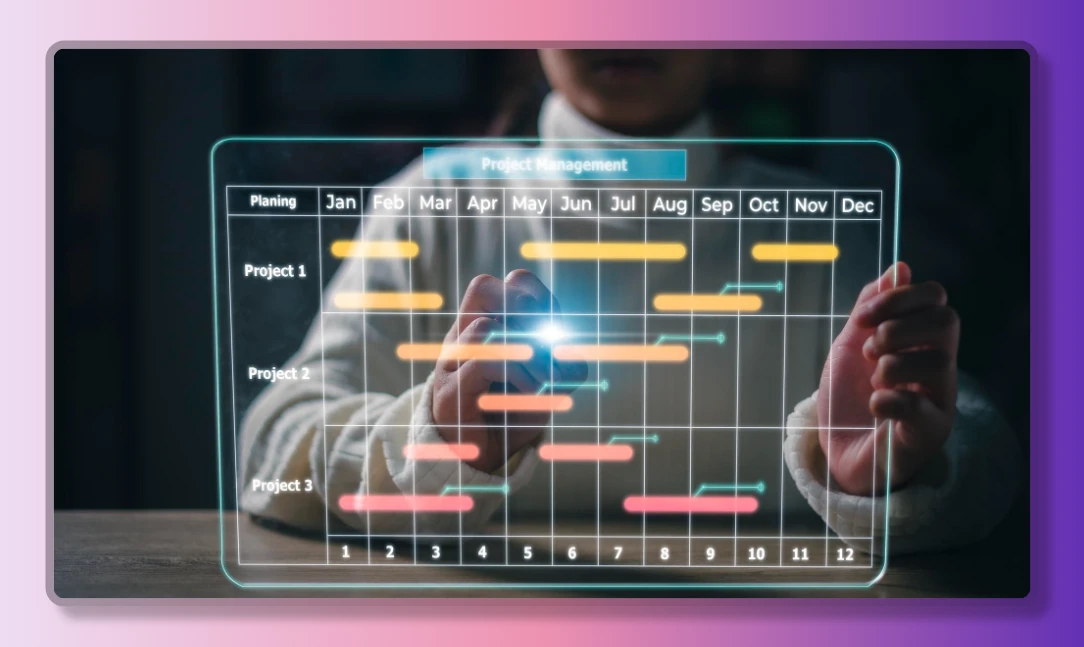 Project Management
Planing Jan Feb Mar Apr May Jun Jul Aug Sep Oct Nov Dec
Project 1
Project 2
Project 3
1 2 3 4 5 6 7 8 9 10 11 12